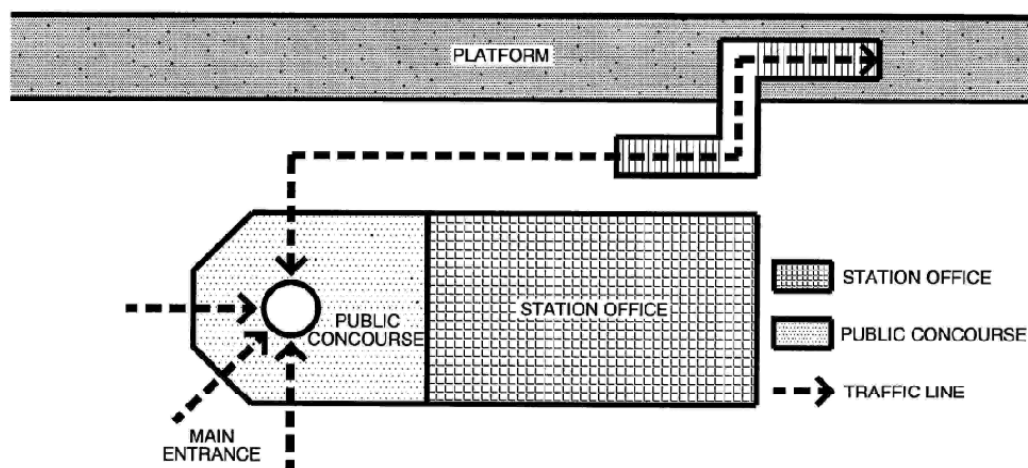 PLATFORM
STATION OFFICE
PUBLIC
CONCOURSE
STATION OFFICE
PUBLIC CONCOURSE
TRAFFIC LINE
MAIN
ENTRANCE